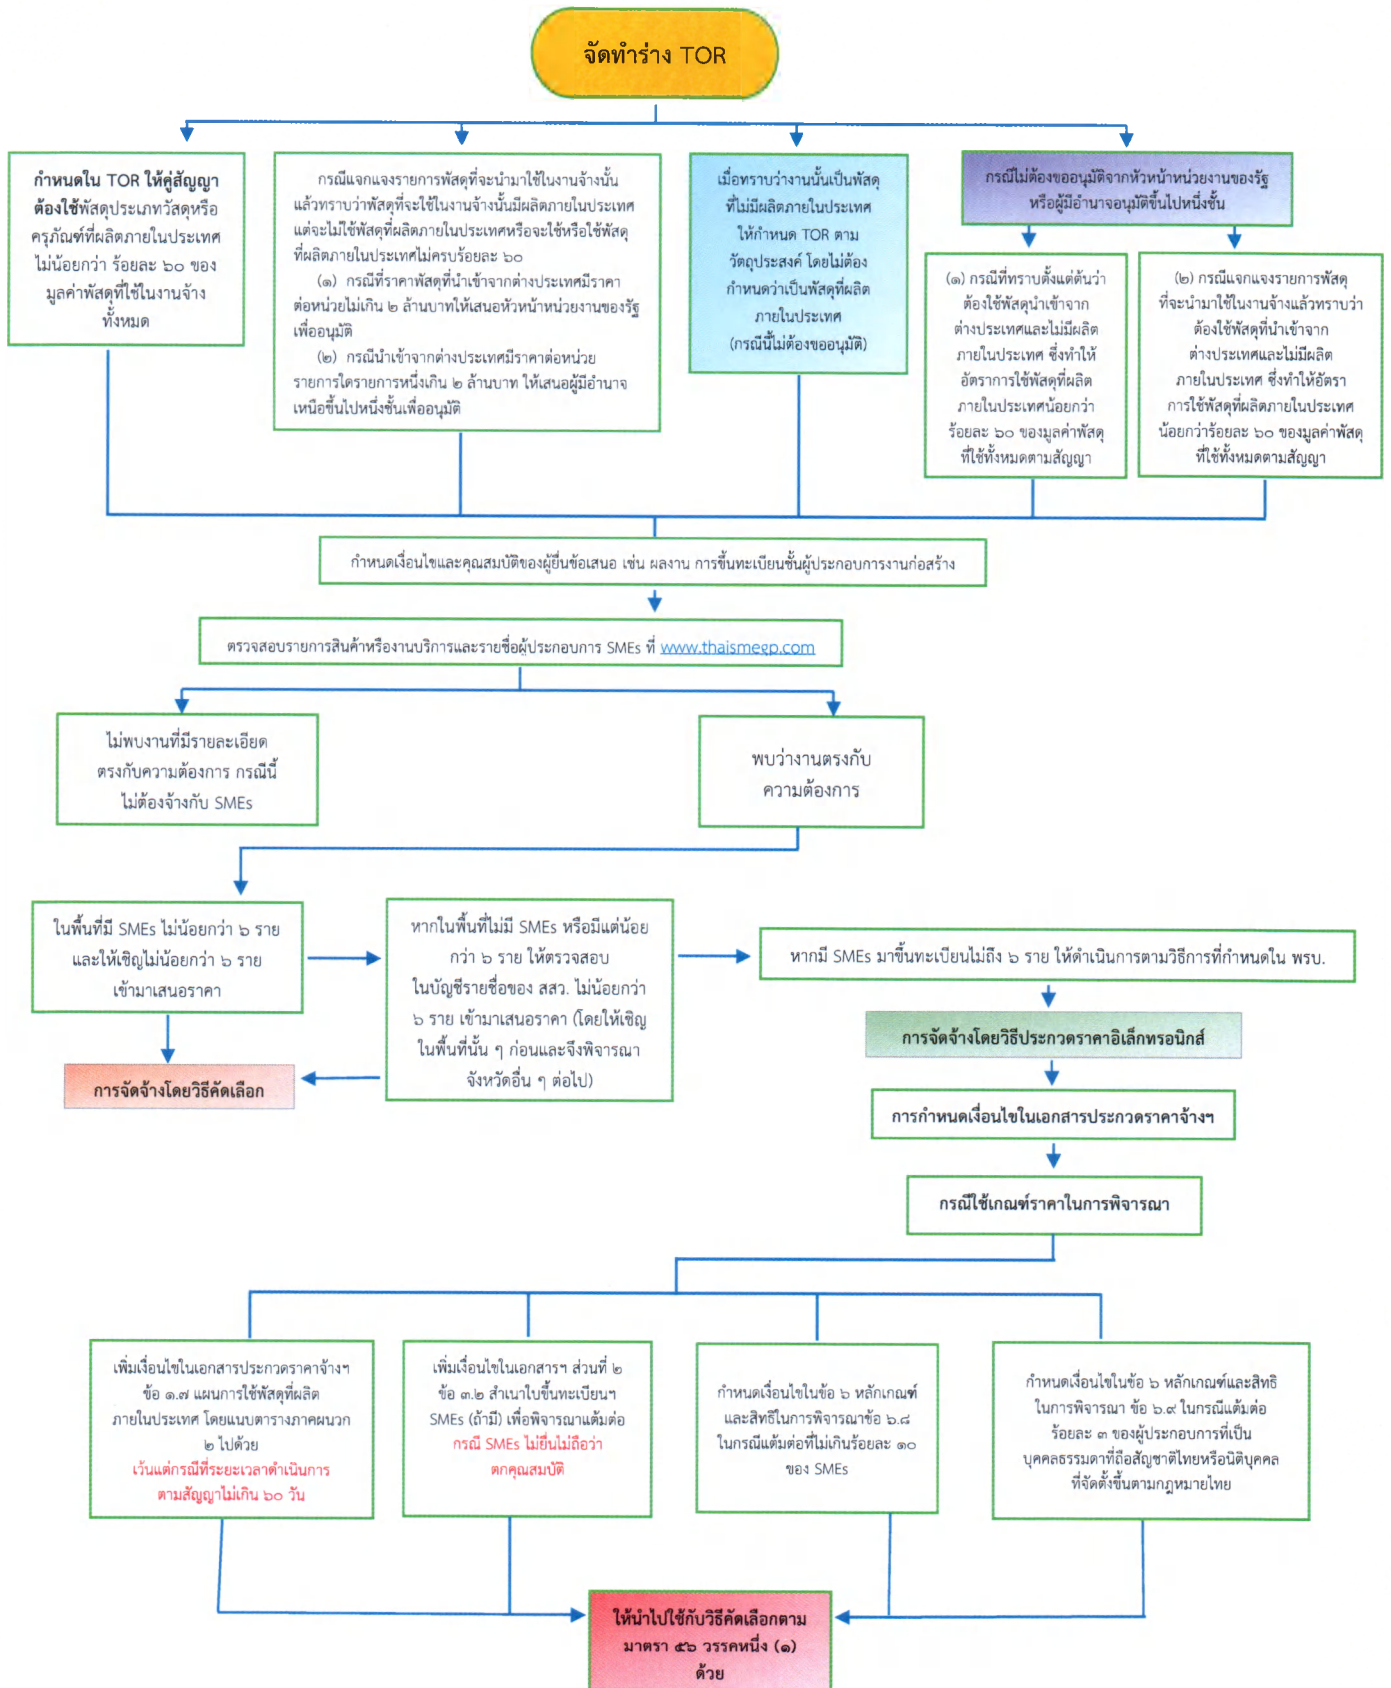 จัดทำร่าง TOR
กำหนดใน TOR ให้คู่สัญญา
ต้องใช้พัสดุประเภทวัสดุหรือ
ครุภัณฑ์ที่ผลิตภายในประเทศ
ไม่น้อยกว่า ร้อยละ ๖๐ ของ
มูลค่าพัสดุที่ใช้ในงานจ้าง
ทั้งหมด
กรณีแจกแจงรายการพัสดุที่จะนำมาใช้ในงานจ้างนั้น
แล้วทราบว่าพัสดุที่จะใช้ในงานจ้างนั้นมีผลิตภายในประเทศ
แต่จะไม่ใช้พัสดุที่ผลิตภายในประเทศหรือจะใช้หรือใช้พัสดุ
ที่ผลิตภายในประเทศไม่ครบร้อยละ ๖๐
(๑) กรณีที่ราคาพัสดุที่นำเข้าจากต่างประเทศมีราคา
ต่อหน่วยไม่เกิน ๒ ล้านบาทให้เสนอหัวหน้าหน่วยงานของรัฐ
เพื่ออนุมัติ
(๒) กรณีนำเข้าจากต่างประเทศมีราคาต่อหน่วย
รายการใดรายการหนึ่งเกิน ๒ ล้านบาท ให้เสนอผู้มีอำนาจ
เหนือขึ้นไปหนึ่งชั้นเพื่ออนุมัติ
เมื่อทราบว่างานนั้นเป็นพัสดุ
ที่ไม่มีผลิตภายในประเทศ
ให้กำหนด TOR ตาม
วัตถุประสงค์ โดยไม่ต้อง
กำหนดว่าเป็นพัสดุที่ผลิต
ภายในประเทศ
(กรณีนี้ไม่ต้องขออนุมัติ)
กรณีไม่ต้องขออนุมัติจากหัวหน้าหน่วยงานของรัฐ
หรือผู้มีอำนาจอนุมัติขึ้นไปหนึ่งชั้น
(๑) กรณีที่ทราบตั้งแต่ต้นว่า
ต้องใช้พัสดุนำเข้าจาก
ต่างประเทศและไม่มีผลิต
ภายในประเทศ ซึ่งทำให้
อัตราการใช้พัสดุที่ผลิต
ภายในประเทศน้อยกว่า
ร้อยละ ๖๐ ของมูลค่าพัสดุ
ที่ใช้ทั้งหมดตามสัญญา
(๒) กรณีแจกแจงรายการพัสดุ
ที่จะนำมาใช้ในงานจ้างแล้วทราบว่า
ต้องใช้พัสดุที่นำเข้าจาก
ต่างประเทศและไม่มีผลิต
ภายในประเทศ ซึ่งทำให้อัตรา
การใช้พัสดุที่ผลิตภายในประเทศ
น้อยกว่าร้อยละ ๖๐ ของมูลค่าพัสดุ
ที่ใช้ทั้งหมดตามสัญญา
กำหนดเงื่อนไขและคุณสมบัติของผู้ยื่นข้อเสนอ เช่น ผลงาน การขึ้นทะเบียนชั้นผู้ประกอบการงานก่อสร้าง
ตรวจสอบรายการสินค้าหรืองานบริการและรายชื่อผู้ประกอบการ SMEs ที่ www.thaismegp.com
ไม่พบงานที่มีรายละเอียด
ตรงกับความต้องการ กรณีนี้
ไม่ต้องจ้างกับ SMEs
พบว่างานตรงกับ
ความต้องการ
ในพื้นที่มี SMEs ไม่น้อยกว่า ๖ ราย
และให้เชิญไม่น้อยกว่า ๖ ราย
เข้ามาเสนอราคา
หากในพื้นที่ไม่มี SMEs หรือมีแต่น้อย
กว่า ๖ ราย ให้ตรวจสอบ
ในบัญชีรายชื่อของ สสว. ไม่น้อยกว่า
๖ ราย เข้ามาเสนอราคา (โดยให้เชิญ
ในพื้นที่นั้น ๆ ก่อนและจึงพิจารณา
จังหวัดอื่น ๆ ต่อไป)
หากมี SMEs มาขึ้นทะเบียนไม่ถึง ๖ ราย ให้ดำเนินการตามวิธีการที่กำหนดใน พรบ.
การจัดจ้างโดยวิธีคัดเลือก
การจัดจ้างโดยวิธีประกวดราคาอิเล็กทรอนิกส์
การกำหนดเงื่อนไขในเอกสารประกวดราคาจ้างฯ
กรณีใช้เกณฑ์ราคาในการพิจารณา
เพิ่มเงื่อนไขในเอกสารประกวดราคาจ้างฯ
ข้อ ๑.๗ แผนการใช้พัสดุที่ผลิต
ภายในประเทศ โดยแนบตารางภาคผนวก
๒ ไปด้วย
เว้นแต่กรณีที่ระยะเวลาดำเนินการ
ตามสัญญาไม่เกิน ๖๐ วัน
เพิ่มเงื่อนไขในเอกสารฯ ส่วนที่ ๒
ข้อ ๓.๒ สำเนาใบขึ้นทะเบียนฯ
SMEs (ถ้ามี) เพื่อพิจารณาแต้มต่อ
กรณี SMEs ไม่ยื่นไม่ถือว่า
ตกคุณสมบัติ
กำหนดเงื่อนไขในข้อ ๖ หลักเกณฑ์
และสิทธิในการพิจารณาข้อ ๖.๘
ในกรณีแต้มต่อที่ไม่เกินร้อยละ ๑๐
ของ SMEs
กำหนดเงื่อนไขในข้อ ๖ หลักเกณฑ์และสิทธิ
ในการพิจารณา ข้อ ๖.๙ ในกรณีแต้มต่อ
ร้อยละ ๓ ของผู้ประกอบการที่เป็น
บุคคลธรรมดาที่ถือสัญชาติไทยหรือนิติบุคคล
ที่จัดตั้งขึ้นตามกฎหมายไทย
ให้นำไปใช้กับวิธีคัดเลือกตาม
มาตรา ๕๖ วรรคหนึ่ง (๑)
ด้วย